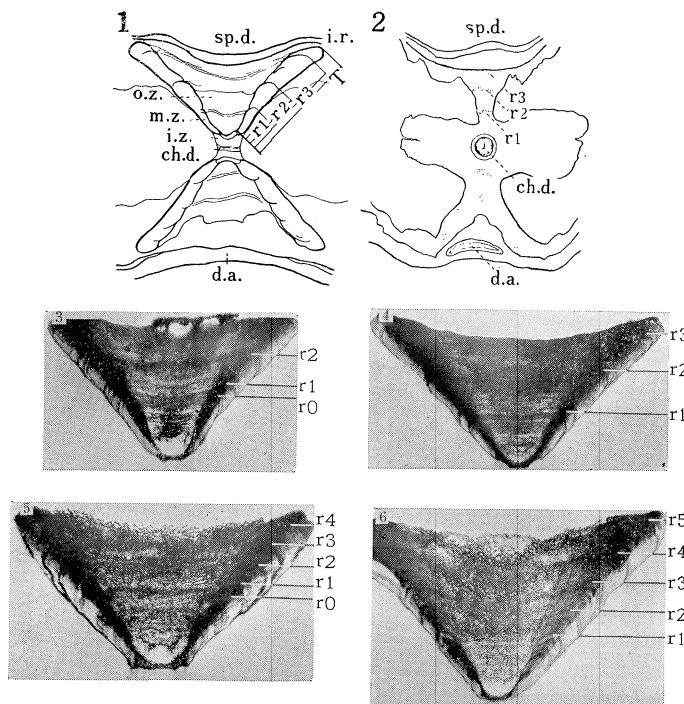 1
sp.d.
i.r.
T
o.z.
m.z.
i.z.
ch.d.
r1
r2
r3
d.a.
2
sp.d.
r3
r2
r1
ch.d.
d.a.
3
r2
r1
r0
4
r3
r2
r1
5
r4
r3
r2
r1
r0
6
r5
r4
r3
r2
r1